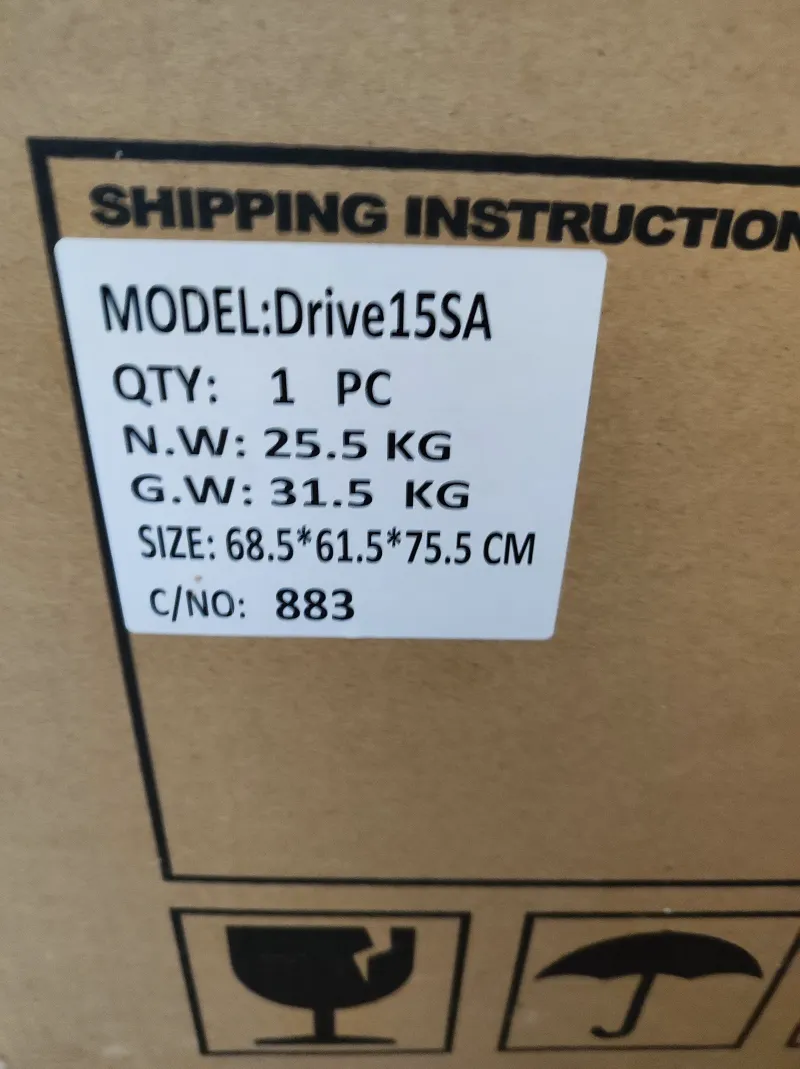 SHIPPING INSTRUCTION
MODEL:Drive15SA
QTY: 1 PC
N.W: 25.5 KG
G.W: 31.5 KG
SIZE: 68.5*61.5*75.5 CM
C/NO: 883